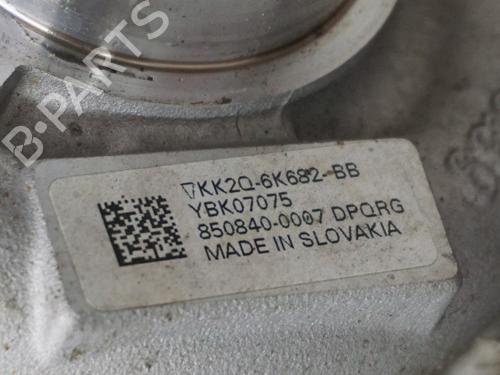 B-PARTS
▽KK2Q-6K682-BB
YBK07075
850840-0007 DPQRG
MADE IN SLOVAKIA